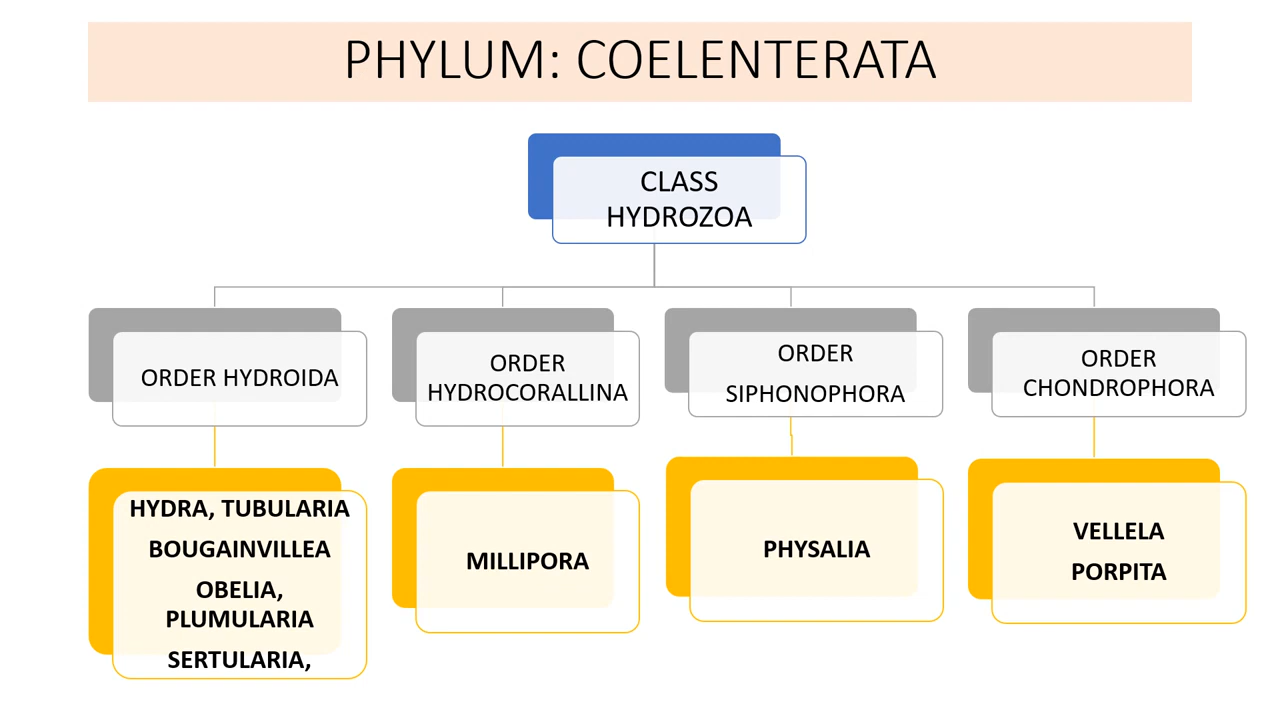 PHYLUM: COELENTERATA
CLASS
HYDROZOA
ORDER HYDROIDA
ORDER
HYDROCORALLINA
ORDER
SIPHONOPHORA
ORDER
CHONDROPHORA
HYDRA, TUBULARIA
BOUGAINVILLEA
OBELIA,
PLUMULARIA
SERTULARIA,
MILLIPORA
PHYSALIA
VELLELA
PORPITA